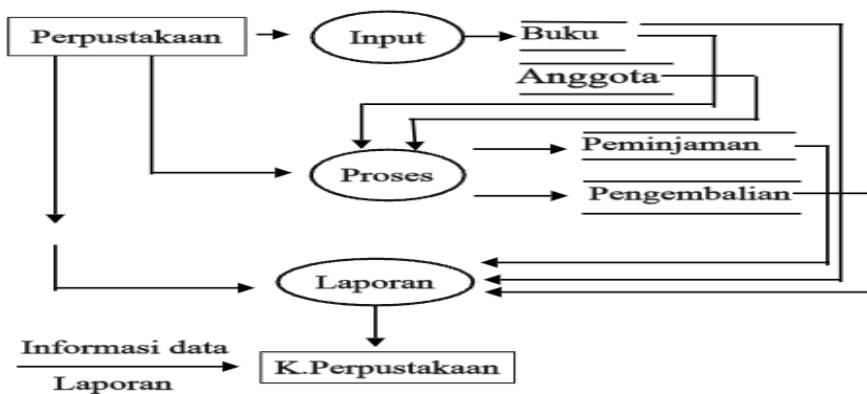 Perpustakaan
Input
Buku
Anggota
Proses
Peminjaman
Pengembalian
Laporan
Informasi data
Laporan
K.Perpustakaan